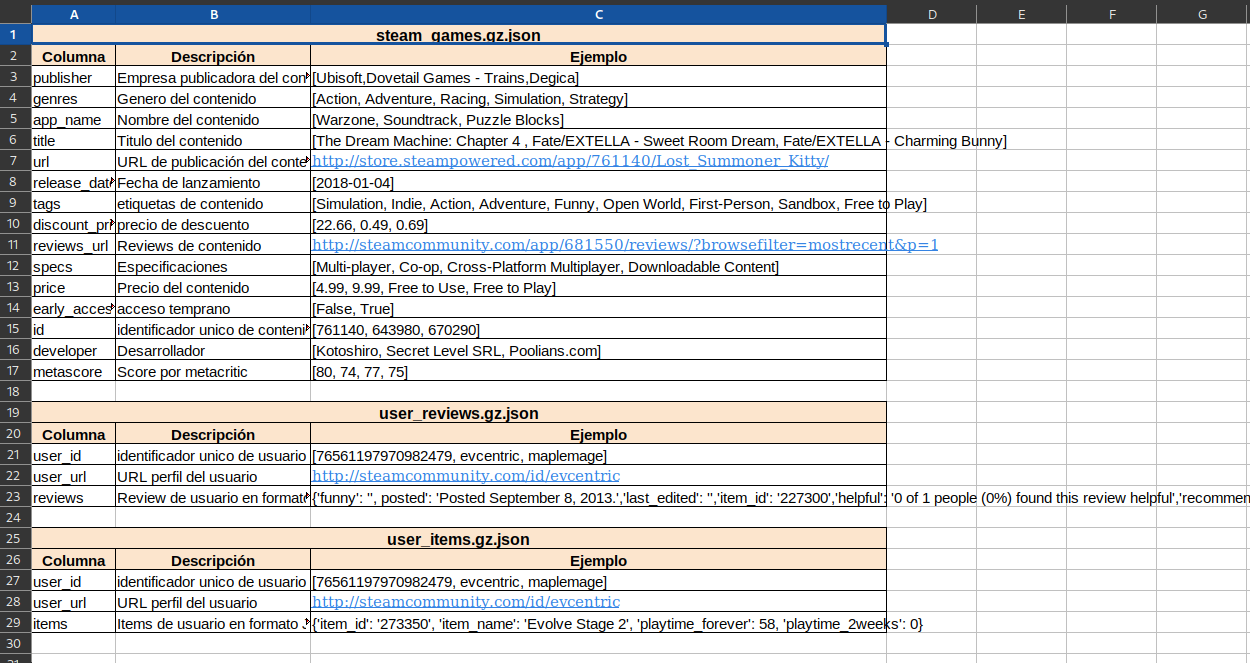 A B C D E F G
1 steam_games.gz.json
2 Columna Descripción Ejemplo
3 publisher Empresa publicadora del con [Ubisoft,Dovetail Games - Trains,Degica]
4 genres Genero del contenido [Action, Adventure, Racing, Simulation, Strategy]
5 app_name Nombre del contenido [Warzone, Soundtrack, Puzzle Blocks]
6 title Titulo del contenido [The Dream Machine: Chapter 4 , Fate/EXTELLA - Sweet Room Dream, Fate/EXTELLA - Charming Bunny]
7 url URL de publicación del conte http://store.steampowered.com/app/761140/Lost_Summoner_Kitty/
8 release_dat Fecha de lanzamiento [2018-01-04]
9 tags etiquetas de contenido [Simulation, Indie, Action, Adventure, Funny, Open World, First-Person, Sandbox, Free to Play]
10 discount_pr precio de descuento [22.66, 0.49, 0.69]
11 reviews_url Reviews de contenido http://steamcommunity.com/app/681550/reviews/?browsefilter=mostrecent&p=1
12 specs Especificaciones [Multi-player, Co-op, Cross-Platform Multiplayer, Downloadable Content]
13 price Precio del contenido [4.99, 9.99, Free to Use, Free to Play]
14 early_acces acceso temprano [False, True]
15 id identificador unico de conteni [761140, 643980, 670290]
16 developer Desarrollador [Kotoshiro, Secret Level SRL, Poolians.com]
17 metascore Score por metacritic [80, 74, 77, 75]
18
19 user_reviews.gz.json
20 Columna Descripción Ejemplo
21 user_id identificador unico de usuario [76561197970982479, evcentric, maplemage]
22 user_url URL perfil del usuario http://steamcommunity.com/id/evcentric
23 reviews Review de usuario en formato {'funny': '', posted': 'Posted September 8, 2013.','last_edited': '','item_id': '227300','helpful': '0 of 1 people (0%) found this review helpful','recommen
24
25 user_items.gz.json
26 Columna Descripción Ejemplo
27 user_id identificador unico de usuario [76561197970982479, evcentric, maplemage]
28 user_url URL perfil del usuario http://steamcommunity.com/id/evcentric
29 items Items de usuario en formato {'item_id': '273350', 'item_name': 'Evolve Stage 2', 'playtime_forever': 58, 'playtime_2weeks': 0}
30